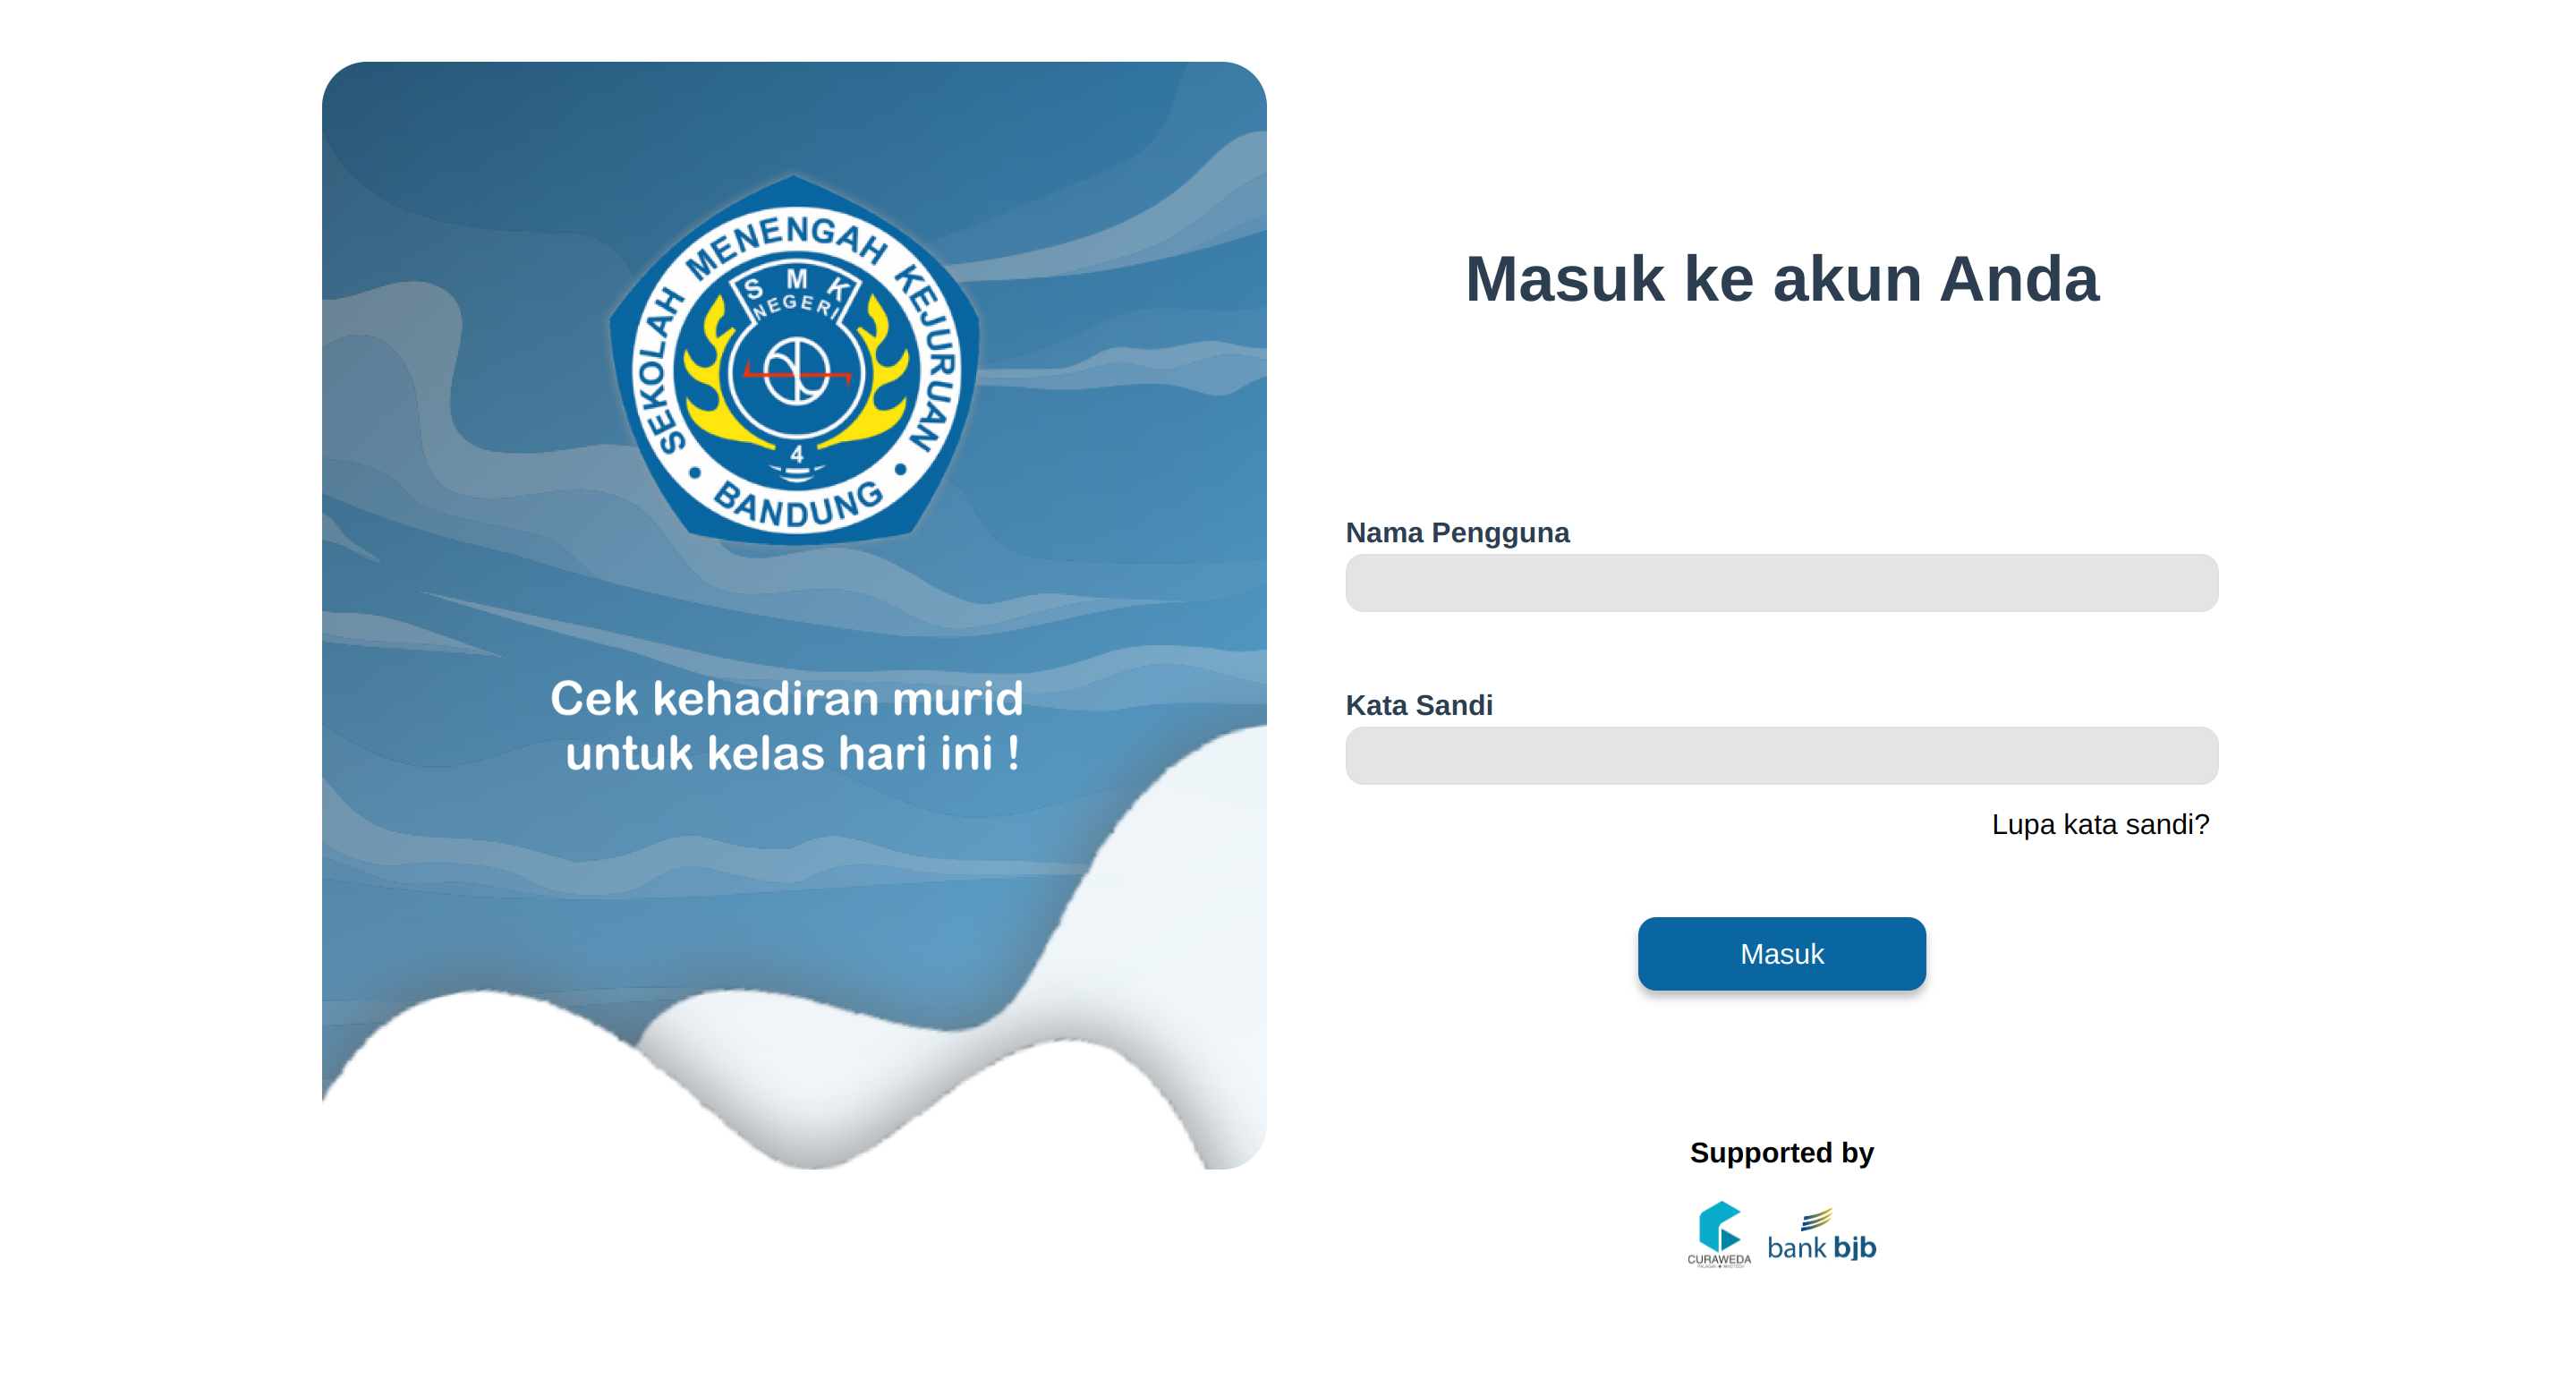 SEKOLAH MENENGAH KEJURUAN
SMK
NEGERI
4
BANDUNG
Cek kehadiran murid
untuk kelas hari ini !
Masuk ke akun Anda
Nama Pengguna
Kata Sandi
Lupa kata sandi?
Masuk
Supported by
CURAWEDA
bank bjb